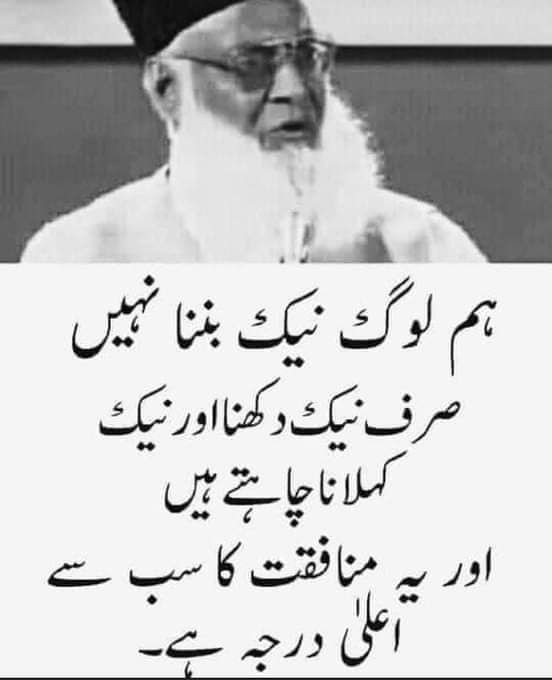 ہم لوگ نیک بننا نہیں
صرف نیک دکھنا اور نیک
کہلانا چاہتے ہیں
اور یہ منافقت کا سب سے
اعلیٰ درجہ ہے۔